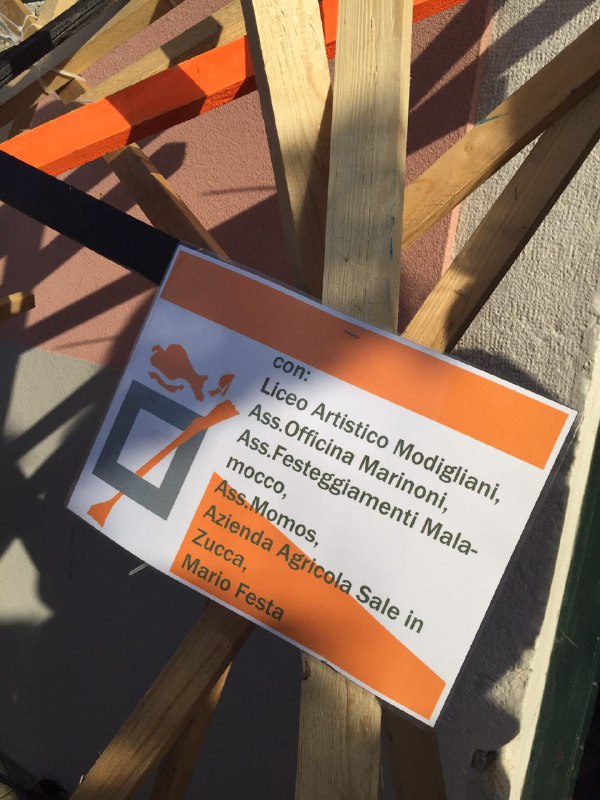 con:
Liceo Artistico Modigliani,
Ass.Officina Marinoni,
Ass.Festeggiamenti Mala-
mocco,
Ass.Momos,
Azienda Agricola Sale in
Zucca,
Mario Festa